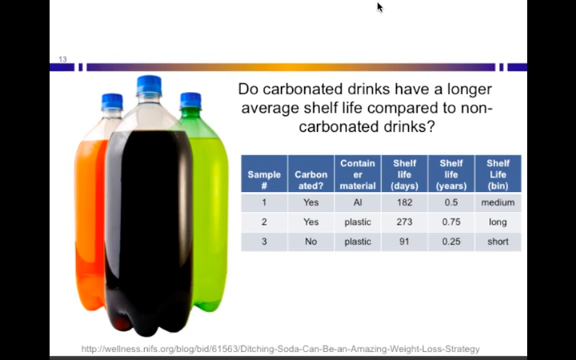 13
Do carbonated drinks have a longer
average shelf life compared to non-
carbonated drinks?
Sample # Carbon ated? Contain er material Shelf life (days) Shelf life (years) Shelf Life (bin)
1 Yes Al 182 0.5 medium
2 Yes plastic 273 0.75 long
3 No plastic 91 0.25 short
http://wellness.nifs.org/blog/bid/61563/Ditching-Soda-Can-Be-an-Amazing-Weight-Loss-Strategy